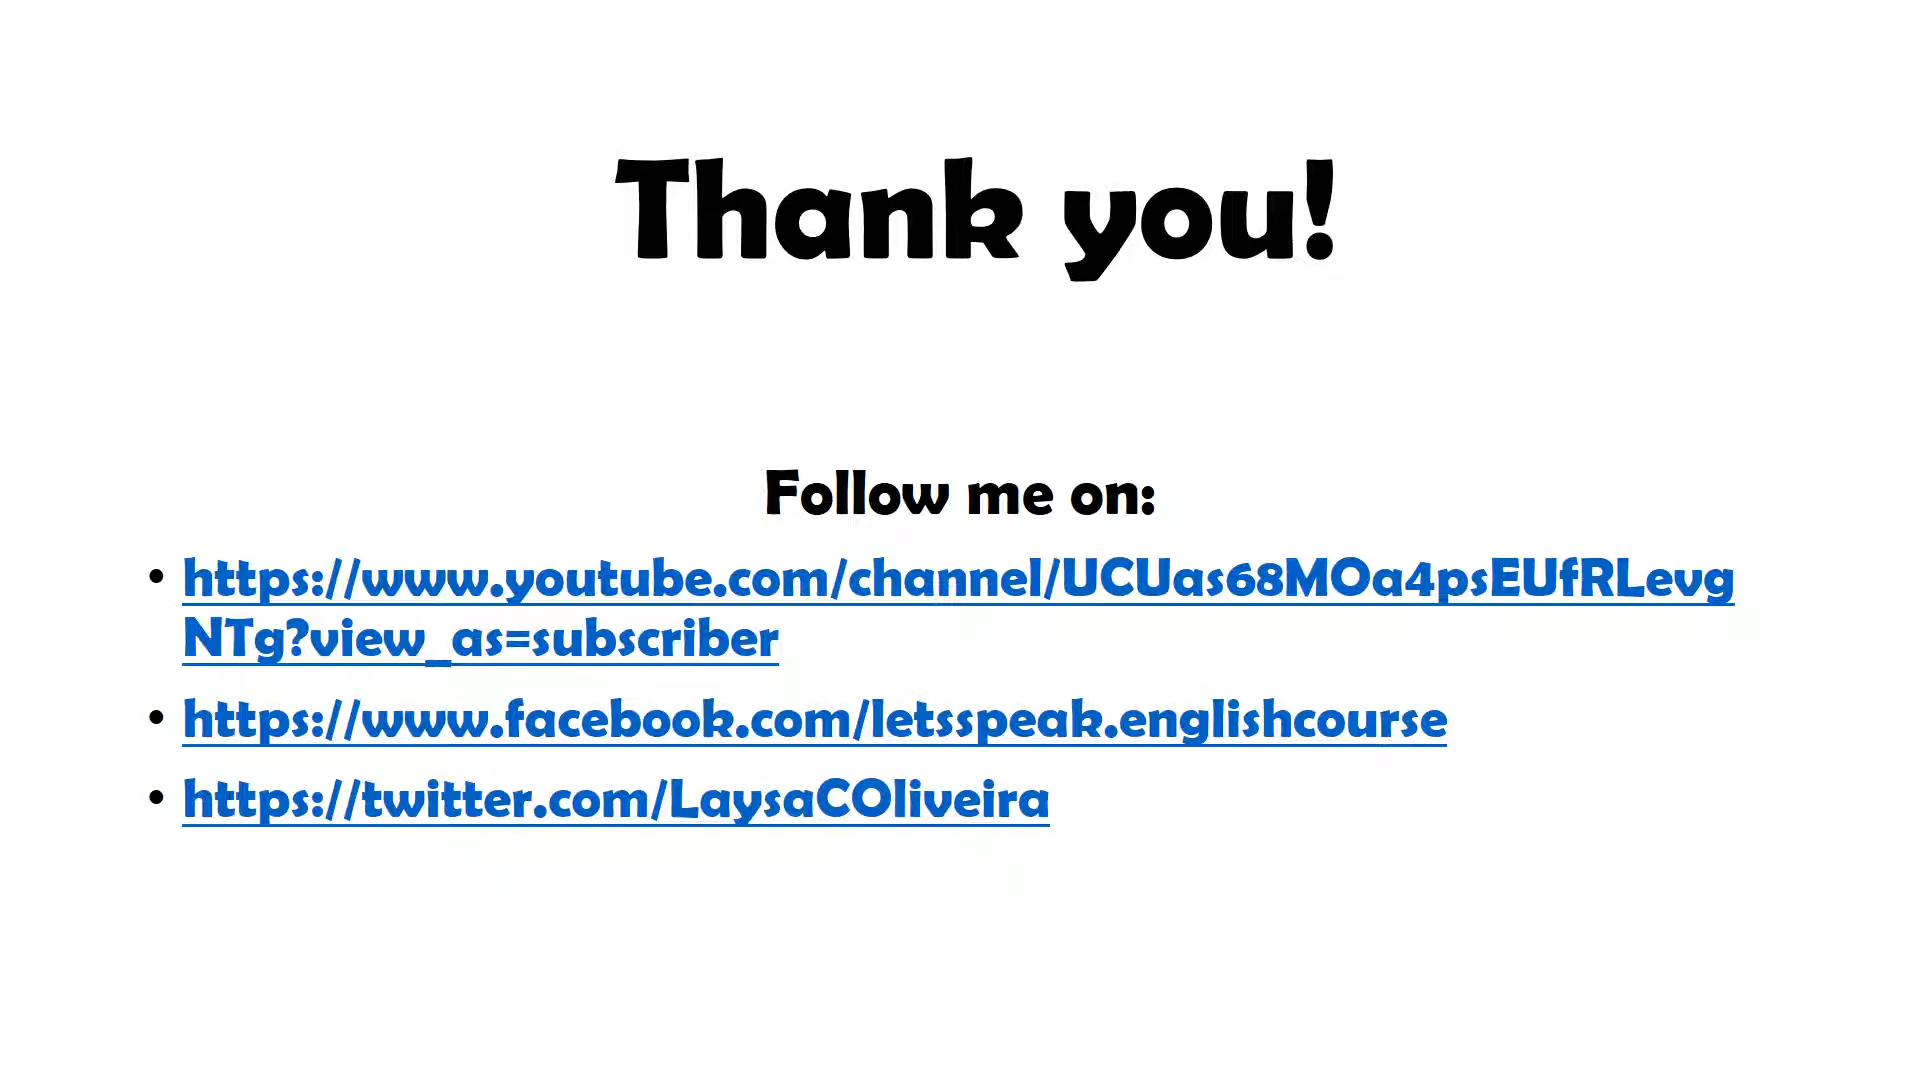 Thank you!
Follow me on:
• https://www.youtube.com/channel/UCUas68MOa4psEUfRLevg
NTg?view_as=subscriber
• https://www.facebook.com/letsspeak.englishcourse
• https://twitter.com/LaysaCOliveira